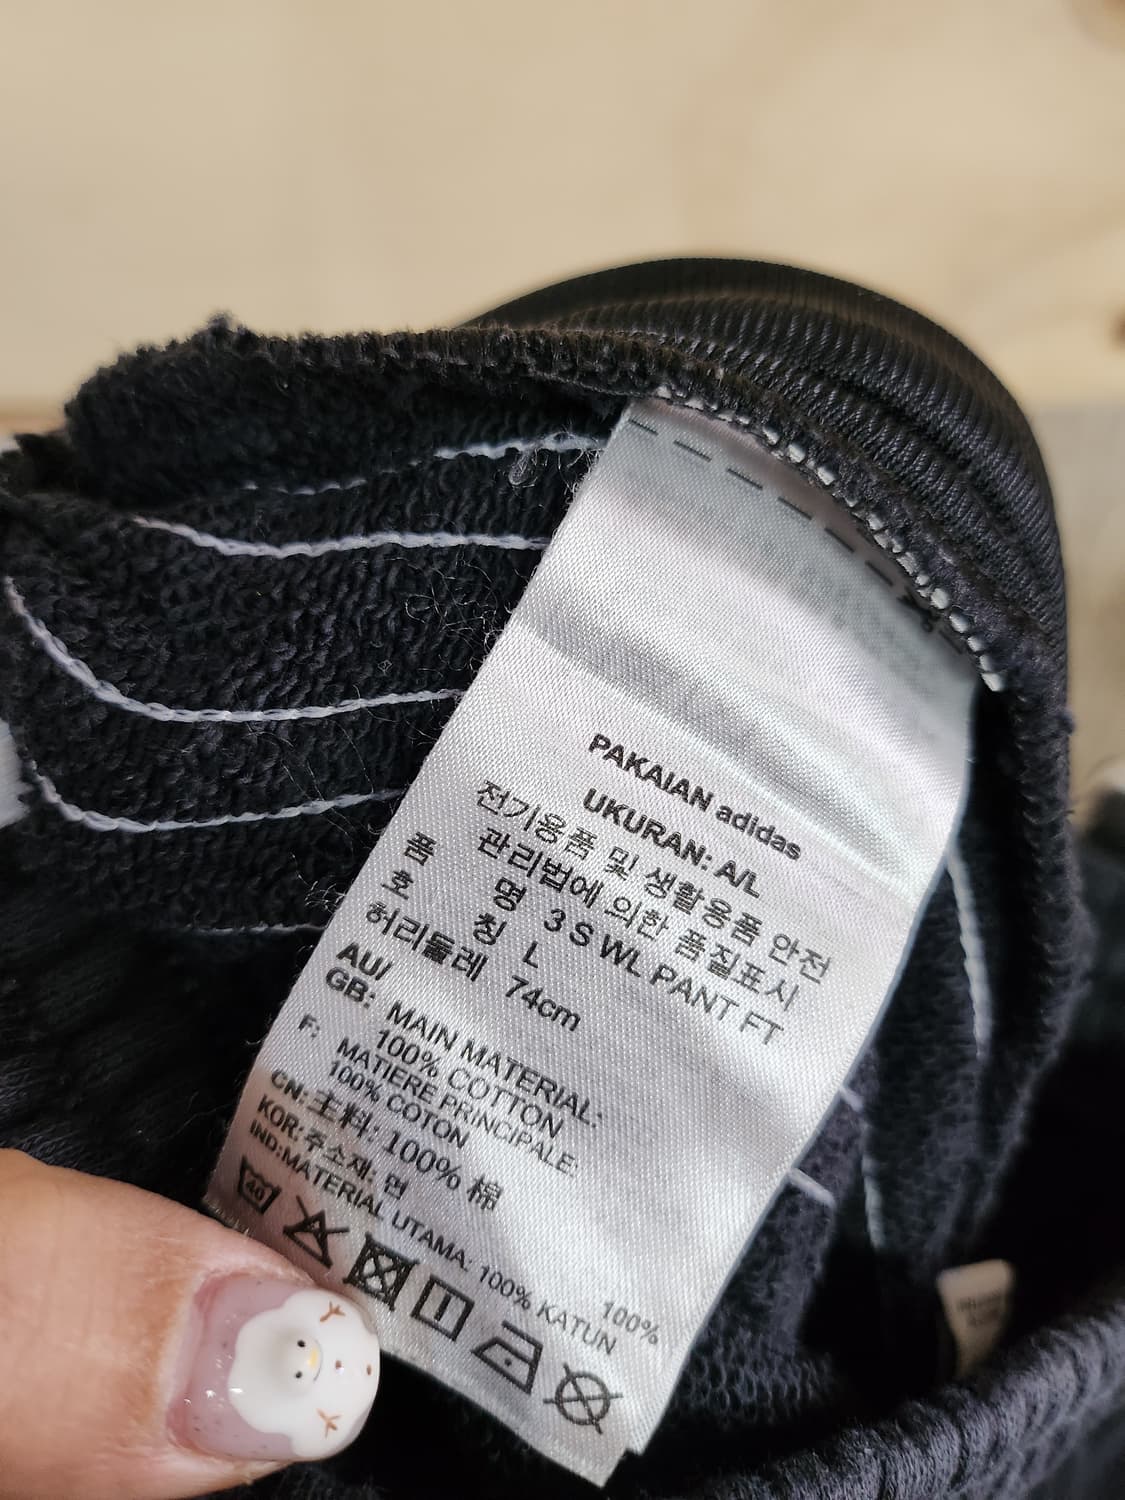 PAKAIAN adidas
UKURAN: A/L
전기용품 및 생활용품 안전
관리법에 의한 품질표시
품 명 3 S WL PANT FT
호 칭 L
허리둘레 74cm
AU/
GB: MAIN MATERIAL:
100% COTTON
F: MATIERE PRINCIPALE:
100% COTON
CN: 主料: 100% 棉
KOR: 주소재: 면 100%
IND: MATERIAL UTAMA: 100% KATUN
40